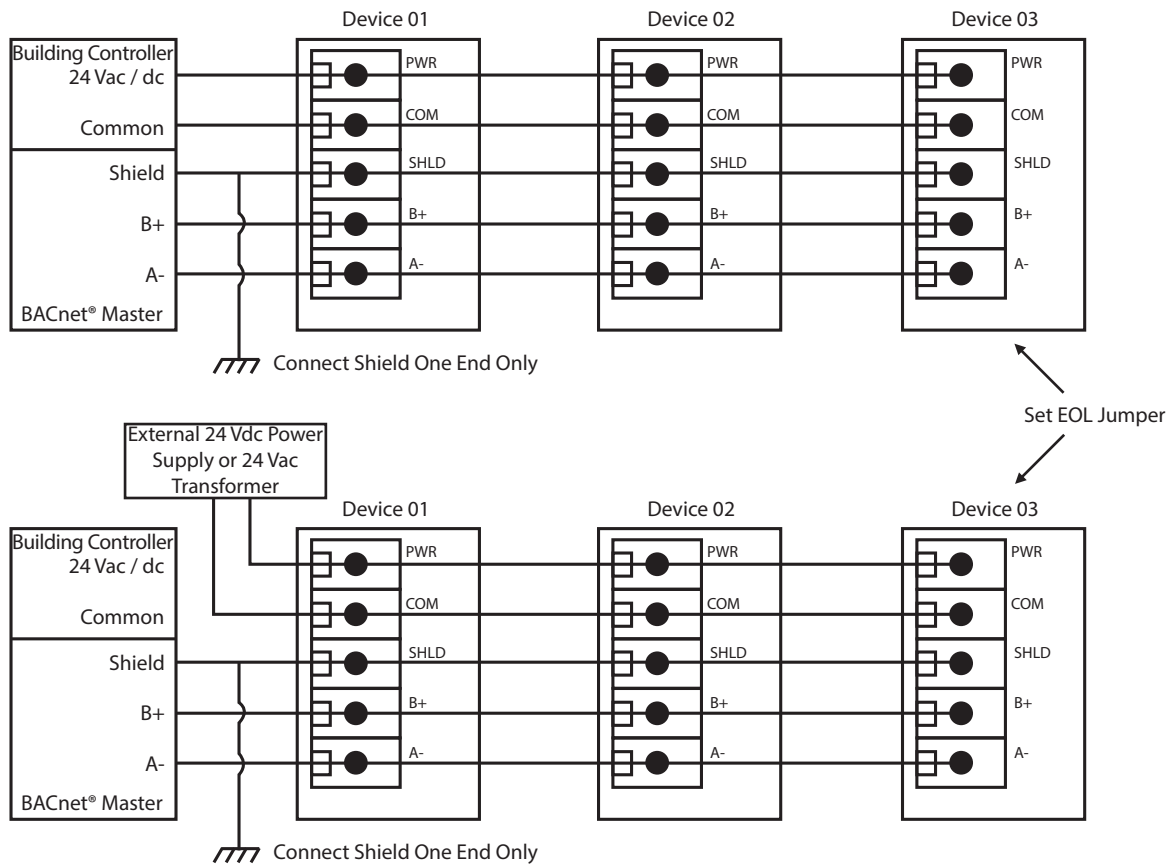 Device 01
Device 02
Device 03
Building Controller
24 Vac / dc
Common
Shield
B+
A-
BACnet® Master
PWR
COM
SHLD
B+
A-
PWR
COM
SHLD
B+
A-
PWR
COM
SHLD
B+
A-
Connect Shield One End Only
Set EOL Jumper
External 24 Vdc Power
Supply or 24 Vac
Transformer
Device 01
Device 02
Device 03
Building Controller
24 Vac / dc
Common
Shield
B+
A-
BACnet® Master
PWR
COM
SHLD
B+
A-
PWR
COM
SHLD
B+
A-
PWR
COM
SHLD
B+
A-
Connect Shield One End Only